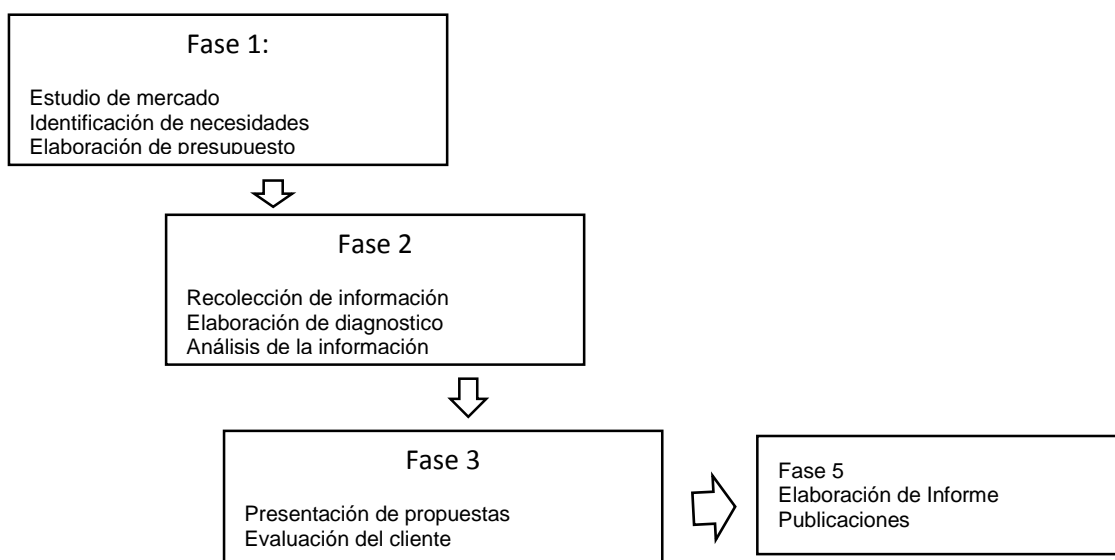 Fase 1:
Estudio de mercado
Identificación de necesidades
Elaboración de presupuesto
Fase 2
Recolección de información
Elaboración de diagnostico
Análisis de la información
Fase 3
Presentación de propuestas
Evaluación del cliente
Fase 5
Elaboración de Informe
Publicaciones